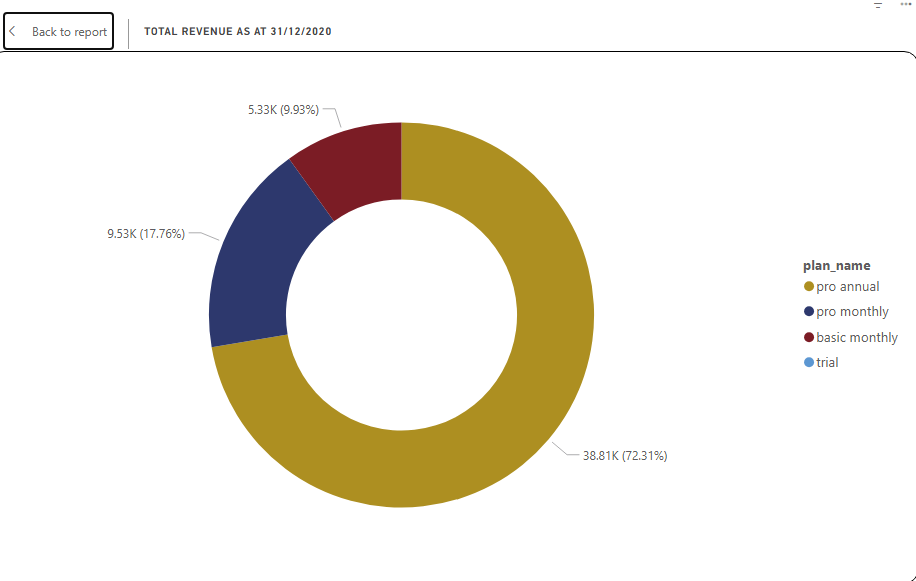 Back to report
TOTAL REVENUE AS AT 31/12/2020
5.33K (9.93%)
9.53K (17.76%)
38.81K (72.31%)
plan_name
pro annual
pro monthly
basic monthly
trial